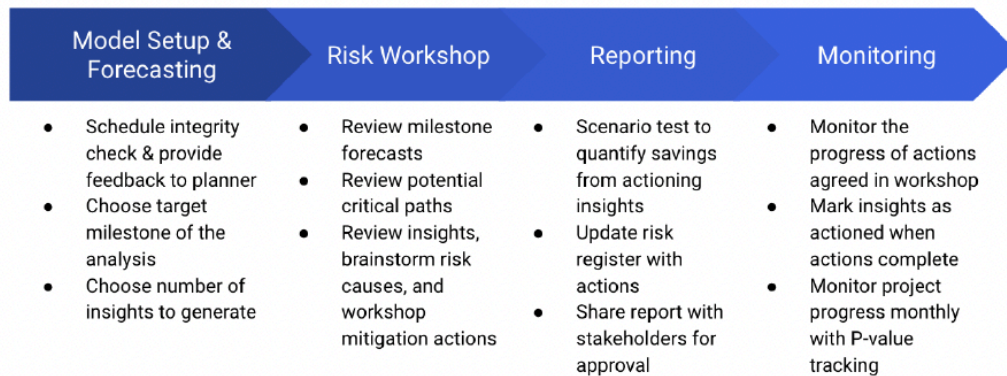 Model Setup &
Forecasting
Risk Workshop
Reporting
Monitoring
● Schedule integrity
check & provide
feedback to planner
● Choose target
milestone of the
analysis
● Choose number of
insights to generate
● Review milestone
forecasts
● Review potential
critical paths
● Review insights,
brainstorm risk
causes, and
workshop
mitigation actions
● Scenario test to
quantify savings
from actioning
insights
● Update risk
register with
actions
● Share report with
stakeholders for
approval
● Monitor the
progress of actions
agreed in workshop
● Mark insights as
actioned when
actions complete
● Monitor project
progress monthly
with P-value
tracking